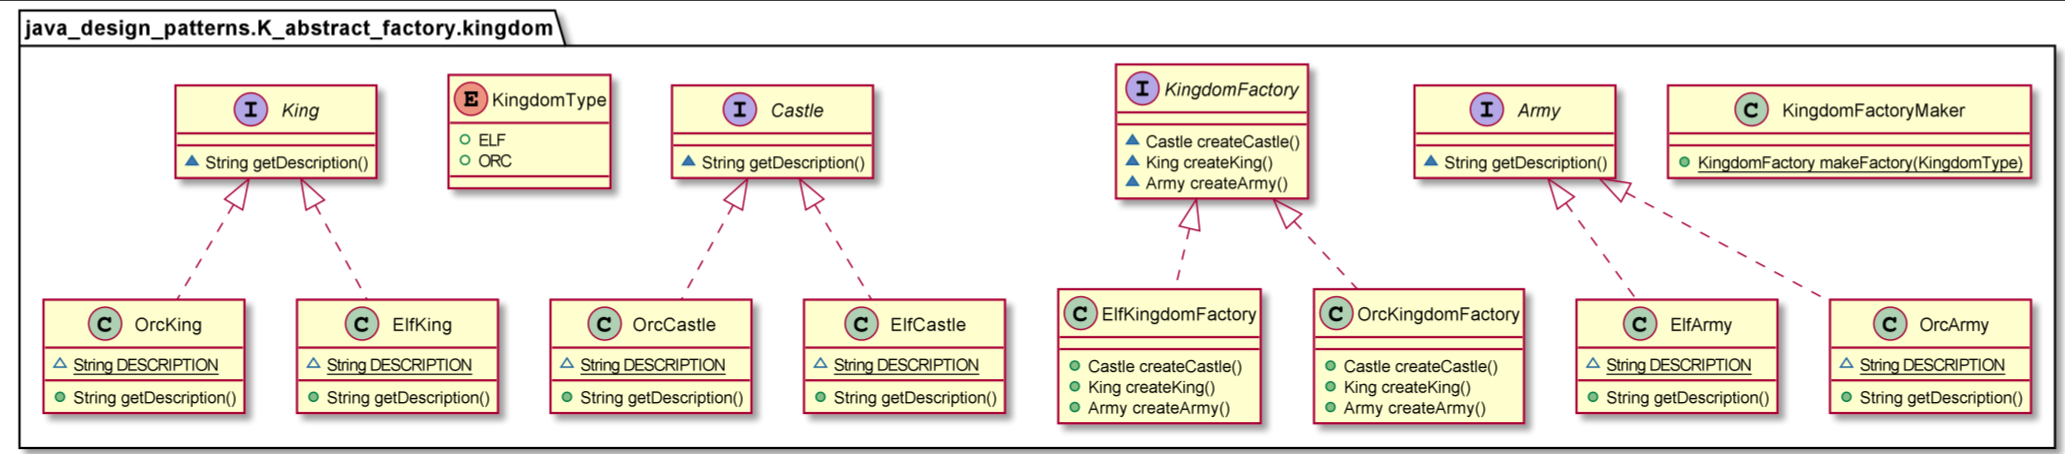 java_design_patterns.K_abstract_factory.kingdom
I King
String getDescription()
E KingdomType
ELF
ORC
I Castle
String getDescription()
I KingdomFactory
Castle createCastle()
King createKing()
Army createArmy()
I Army
String getDescription()
C KingdomFactoryMaker
KingdomFactory makeFactory(KingdomType)
C OrcKing
String DESCRIPTION
String getDescription()
C ElfKing
String DESCRIPTION
String getDescription()
C OrcCastle
String DESCRIPTION
String getDescription()
C ElfCastle
String DESCRIPTION
String getDescription()
C ElfKingdomFactory
Castle createCastle()
King createKing()
Army createArmy()
C OrcKingdomFactory
Castle createCastle()
King createKing()
Army createArmy()
C ElfArmy
String DESCRIPTION
String getDescription()
C OrcArmy
String DESCRIPTION
String getDescription()